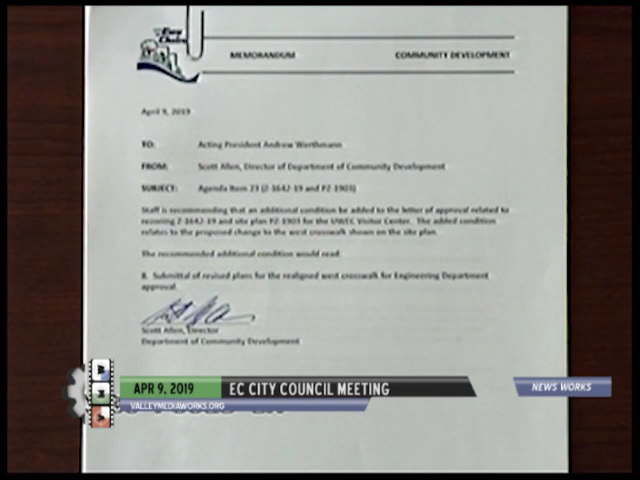 Eau
Claire
MEMORANDUM COMMUNITY DEVELOPMENT
April 9, 2019
TO: Acting President Andrew Werthmann
FROM: Scott Allen, Director of Department of Community Development
SUBJECT: Agenda Item 23 (Z-1642-19 and PZ-1903)
Staff is recommending that an additional condition be added to the letter of approval related to
rezoning Z-1642-19 and site plan PZ-1903 for the UWEC Visitor Center. The added condition
relates to the proposed change to the west crosswalk shown on the site plan.
The recommended additional condition would read:
8. Submittal of revised plans for the realigned west crosswalk for Engineering Department
approval.
Scott Allen, Director
Department of Community Development
APR 9, 2019 EC CITY COUNCIL MEETING NEWS WORKS
VALLEYMEDIAWORKS.ORG